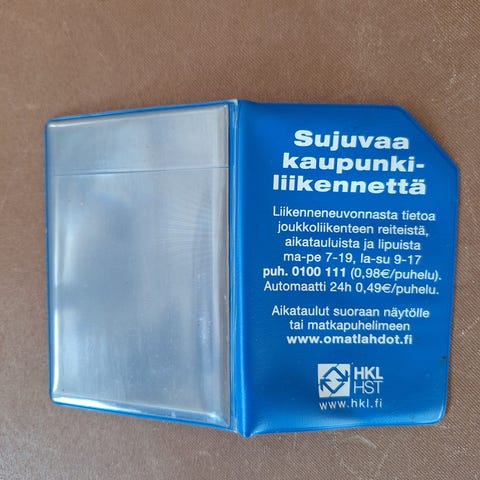 Sujuvaa
kaupunki-
liikennettä
Liikenneneuvonnasta tietoa
joukkoliikenteen reiteistä,
aikatauluista ja lipuista
ma-pe 7-19, la-su 9-17
puh. 0100 111 (0,98€/puhelu).
Automaatti 24h 0,49€/puhelu.
Aikataulut suoraan näytölle
tai matkapuhelimeen
www.omatlahdot.fi
HKL
HST
www.hkl.fi